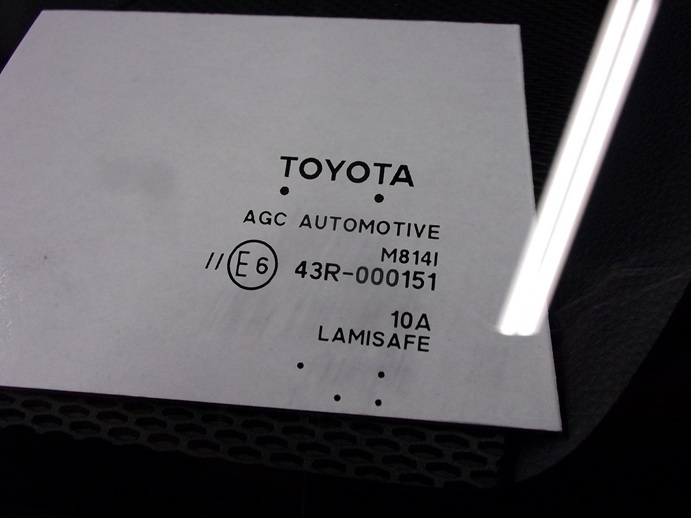 TOYOTA
AGC AUTOMOTIVE
M814I
//E6 43R-000151
10A
LAMISAFE